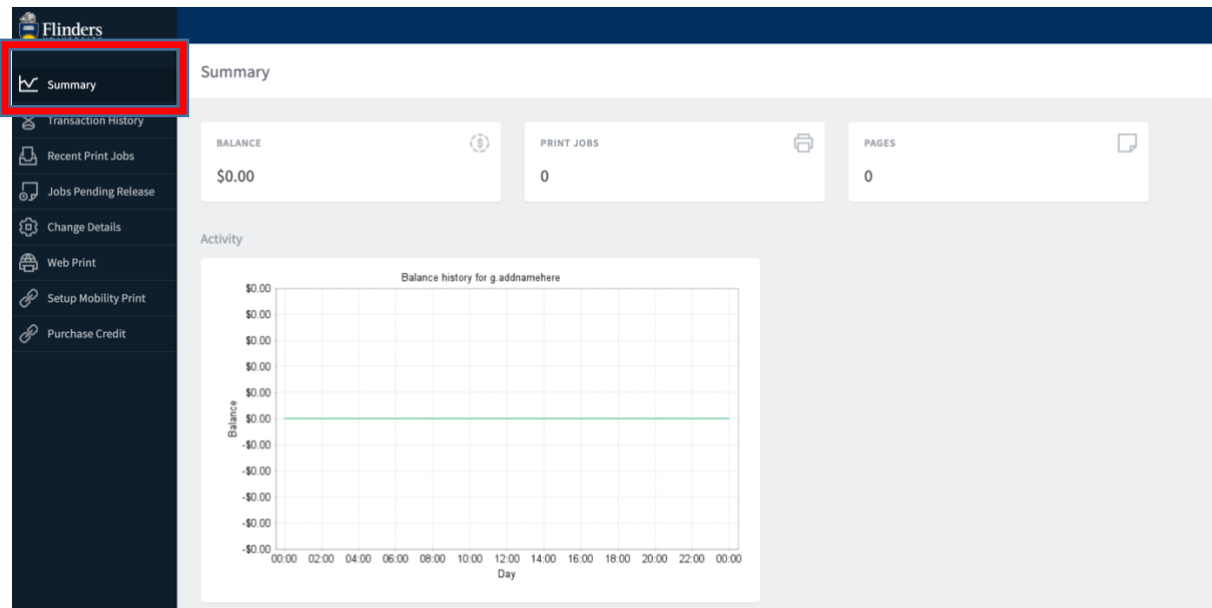 Flinders
Summary
Transaction History
Recent Print Jobs
Jobs Pending Release
Change Details
Web Print
Setup Mobility Print
Purchase Credit
Summary
BALANCE
$0.00
PRINT JOBS
0
PAGES
0
Activity
Balance history for g.addnamehere
$0.00
$0.00
$0.00
$0.00
$0.00
$0.00
-$0.00
-$0.00
-$0.00
-$0.00
-$0.00
Balance
00:00 02:00 04:00 06:00 08:00 10:00 12:00 14:00 16:00 18:00 20:00 22:00 00:00
Day